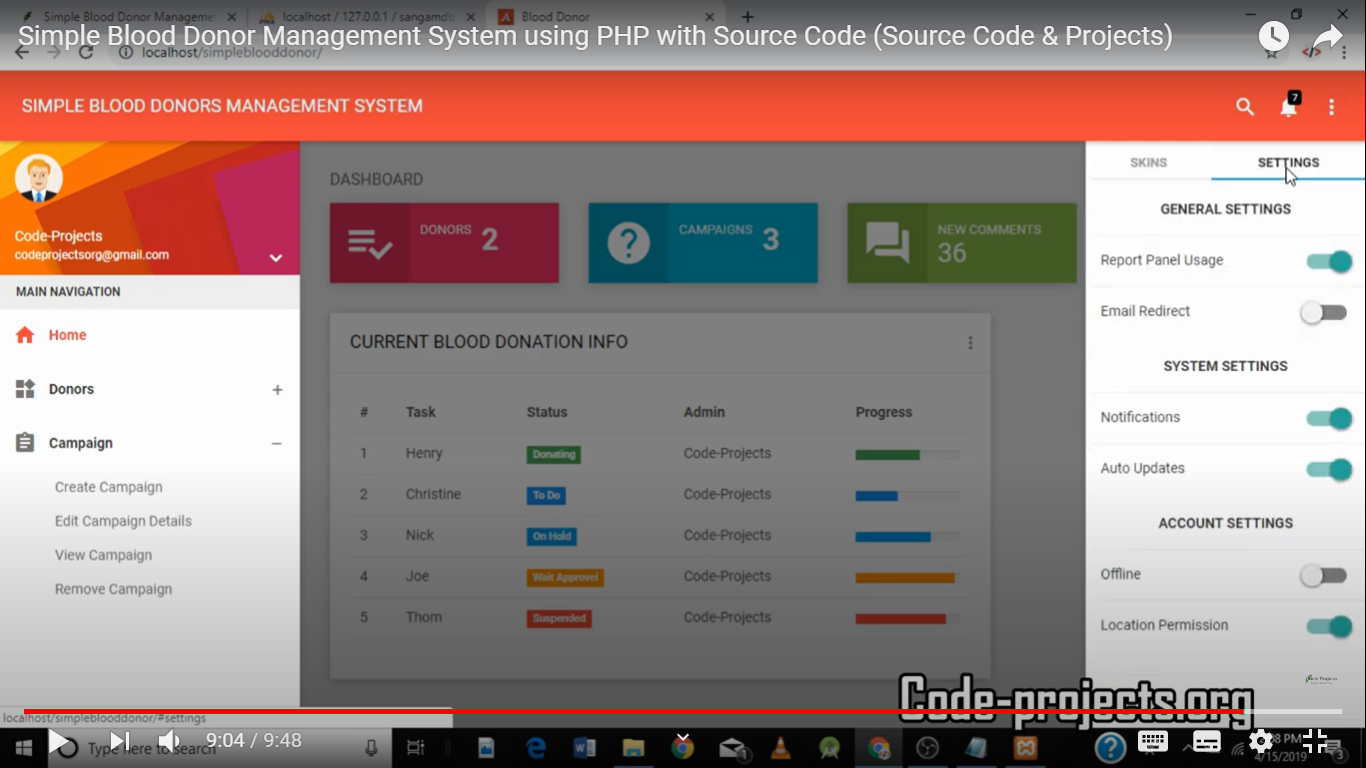 Simple Blood Donor Manageme
localhost / 127.0.0.1 / sangamdb
Blood Donor
Simple Blood Donor Management System using PHP with Source Code (Source Code & Projects)
localhost/simpleblooddonor/
SIMPLE BLOOD DONORS MANAGEMENT SYSTEM
7
Code-Projects
codeprojectsorg@gmail.com
MAIN NAVIGATION
Home
Donors +
Campaign −
Create Campaign
Edit Campaign Details
View Campaign
Remove Campaign
DASHBOARD
DONORS 2
CAMPAIGNS 3
NEW COMMENTS
36
CURRENT BLOOD DONATION INFO
# Task Status Admin Progress
1 Henry Donating Code-Projects
2 Christine To Do Code-Projects
3 Nick On Hold Code-Projects
4 Joe Wait Approvel Code-Projects
5 Thom Suspended Code-Projects
SKINS SETTINGS
GENERAL SETTINGS
Report Panel Usage
Email Redirect
SYSTEM SETTINGS
Notifications
Auto Updates
ACCOUNT SETTINGS
Offline
Location Permission
Code-projects.org
localhost/simpleblooddonor/#settings
Type here to search
9:04 / 9:48
PM
4/15/2019
3